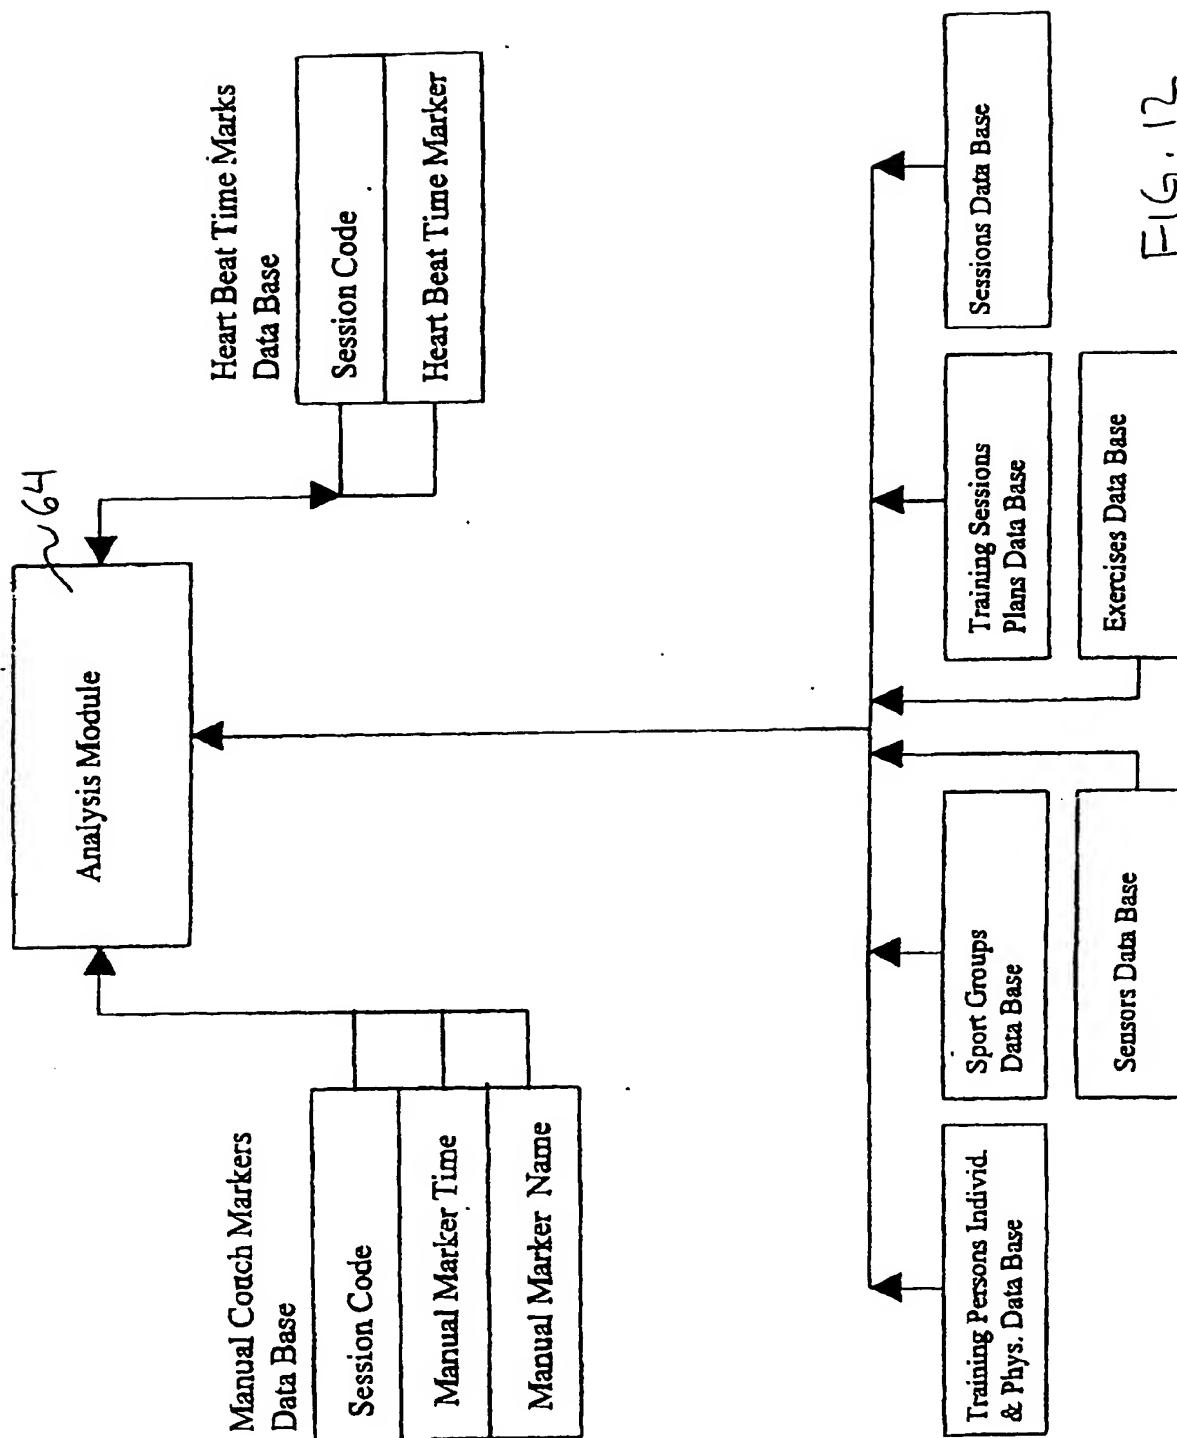 64
Analysis Module
Manual Couch Markers
Data Base
Session Code
Manual Marker Time
Manual Marker Name
Heart Beat Time Marks
Data Base
Session Code
Heart Beat Time Marker
Training Persons Individ.
& Phys. Data Base
Sport Groups
Data Base
Training Sessions
Plans Data Base
Sessions Data Base
Sensors Data Base
Exercises Data Base
FIG. 12